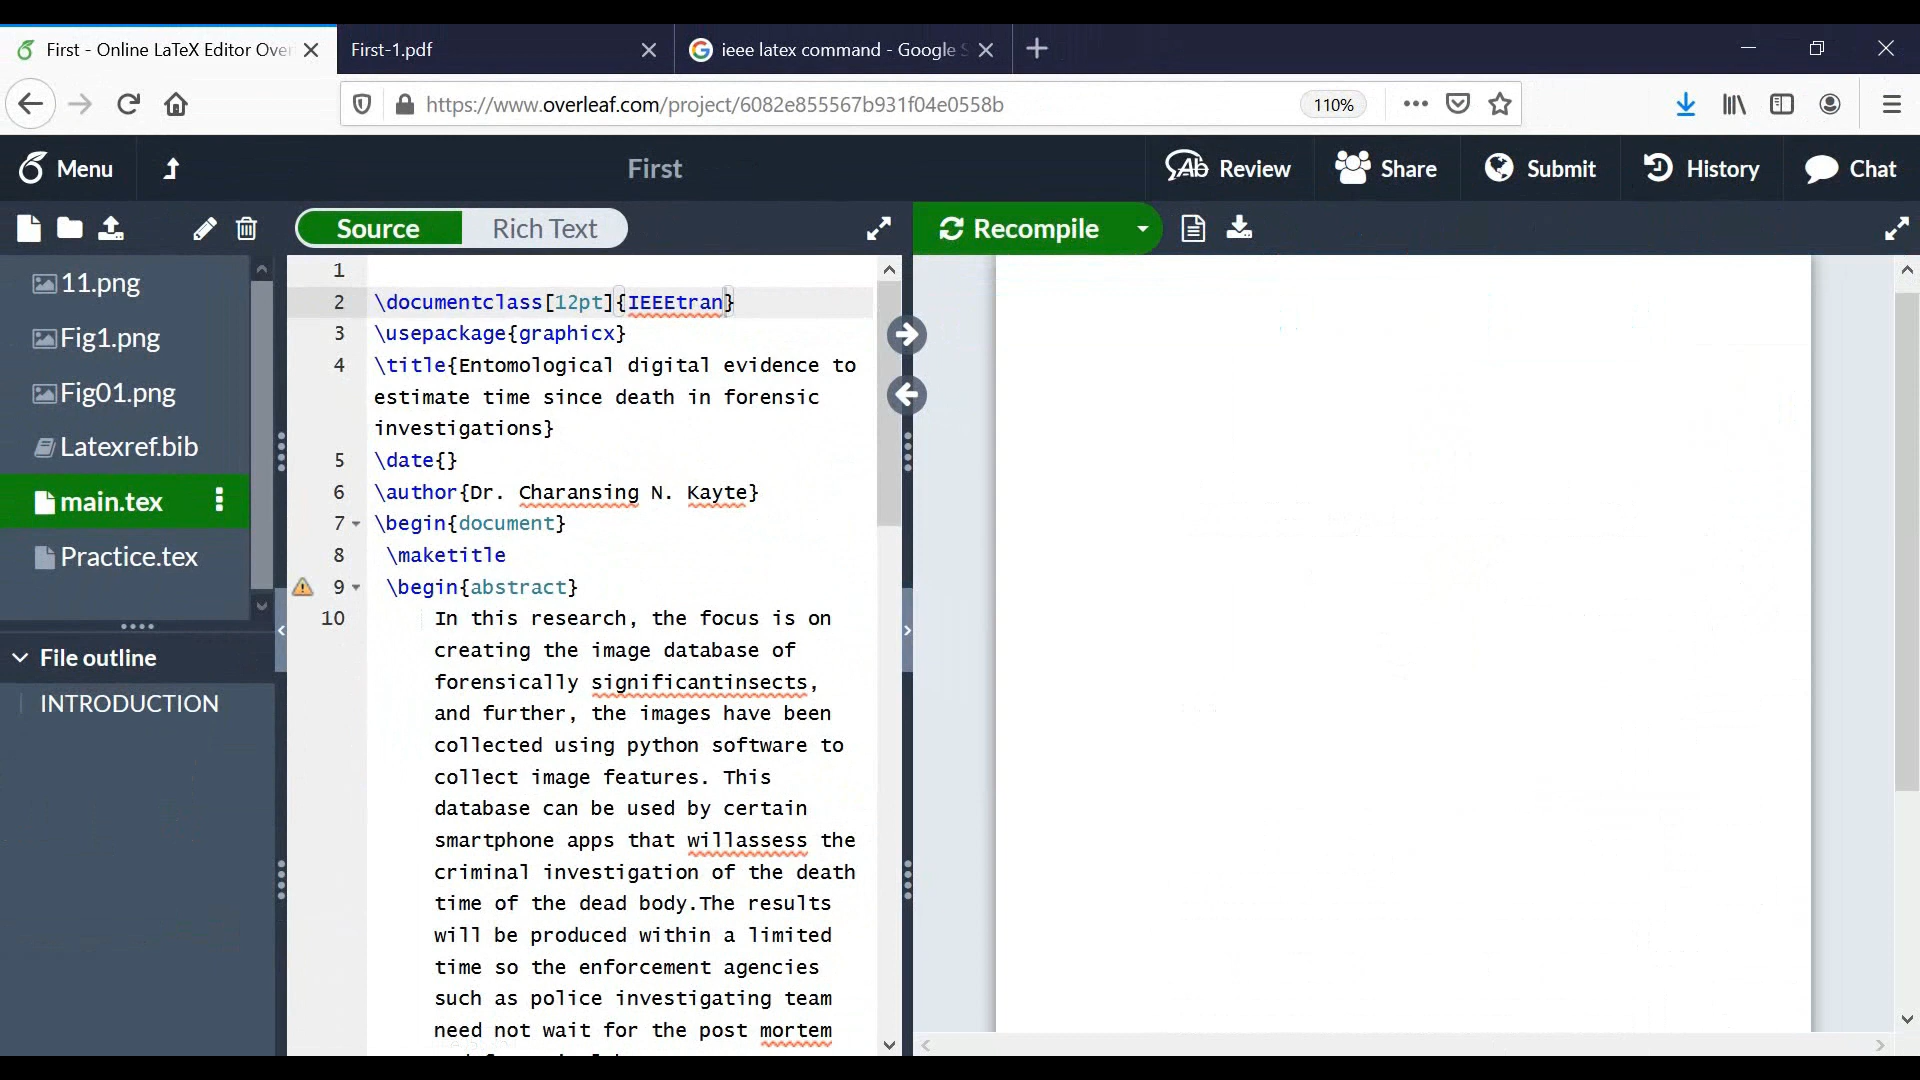 First - Online LaTeX Editor Over
First-1.pdf
ieee latex command - Google S
https://www.overleaf.com/project/6082e855567b931f04e0558b
110%
Menu
First
Review
Share
Submit
History
Chat
Source
Rich Text
Recompile
11.png
Fig1.png
Fig01.png
Latexref.bib
main.tex
Practice.tex
File outline
INTRODUCTION
1
2 \documentclass[12pt]{IEEEtran}
3 \usepackage{graphicx}
4 \title{Entomological digital evidence to
estimate time since death in forensic
investigations}
5 \date{}
6 \author{Dr. Charansing N. Kayte}
7 \begin{document}
8 \maketitle
9 \begin{abstract}
10 In this research, the focus is on
creating the image database of
forensically significantinsects,
and further, the images have been
collected using python software to
collect image features. This
database can be used by certain
smartphone apps that willassess the
criminal investigation of the death
time of the dead body.The results
will be produced within a limited
time so the enforcement agencies
such as police investigating team
need not wait for the post mortem